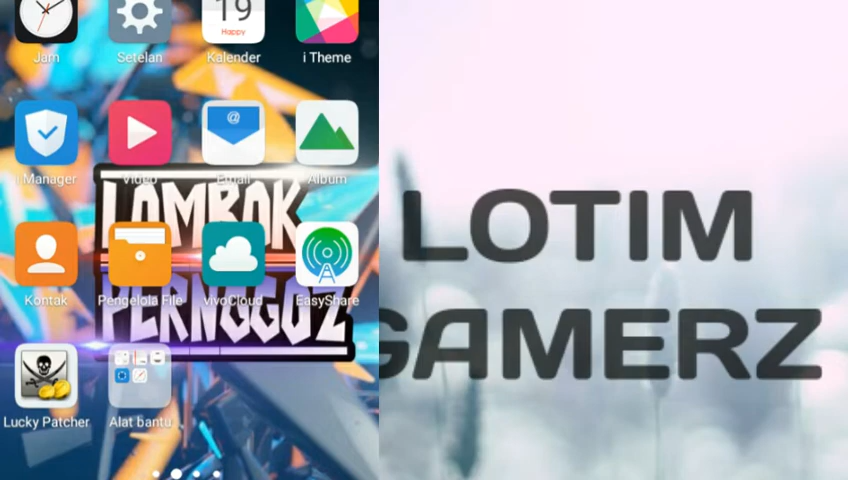 19
Happy
Jam
Setelan
Kalender
i Theme
@
i Manager
Video
Email
Album
LOMBOK
Kontak
Pengelola File
vivoCloud
EasyShare
PERNGGOZ
Lucky Patcher
Alat bantu
LOTIM
GAMERZ